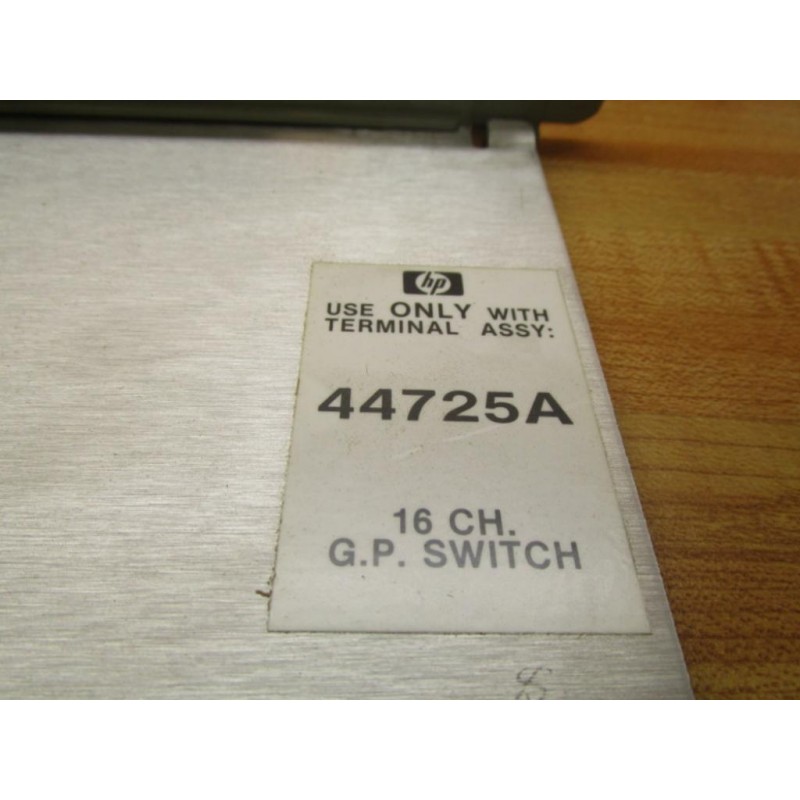 hp
USE ONLY WITH
TERMINAL ASSY:
44725A
16 CH.
G.P. SWITCH